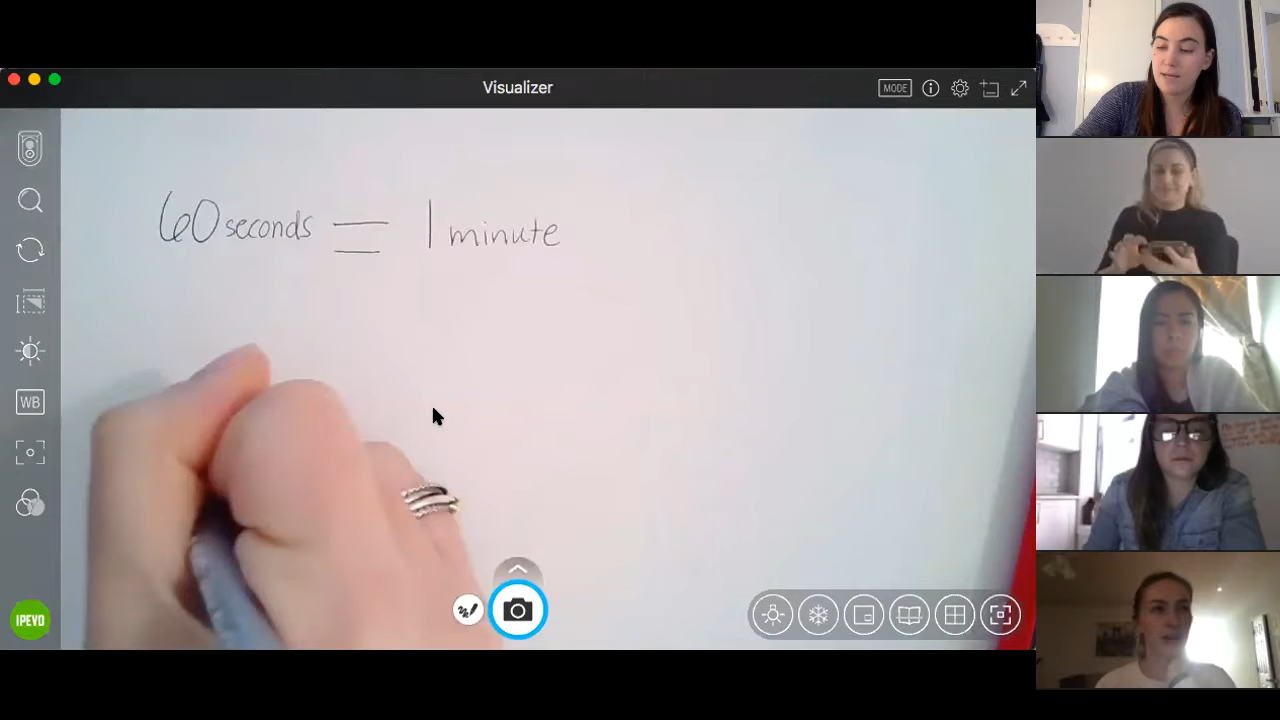 Visualizer
MODE
60 seconds = 1 minute
WB
IPEVO